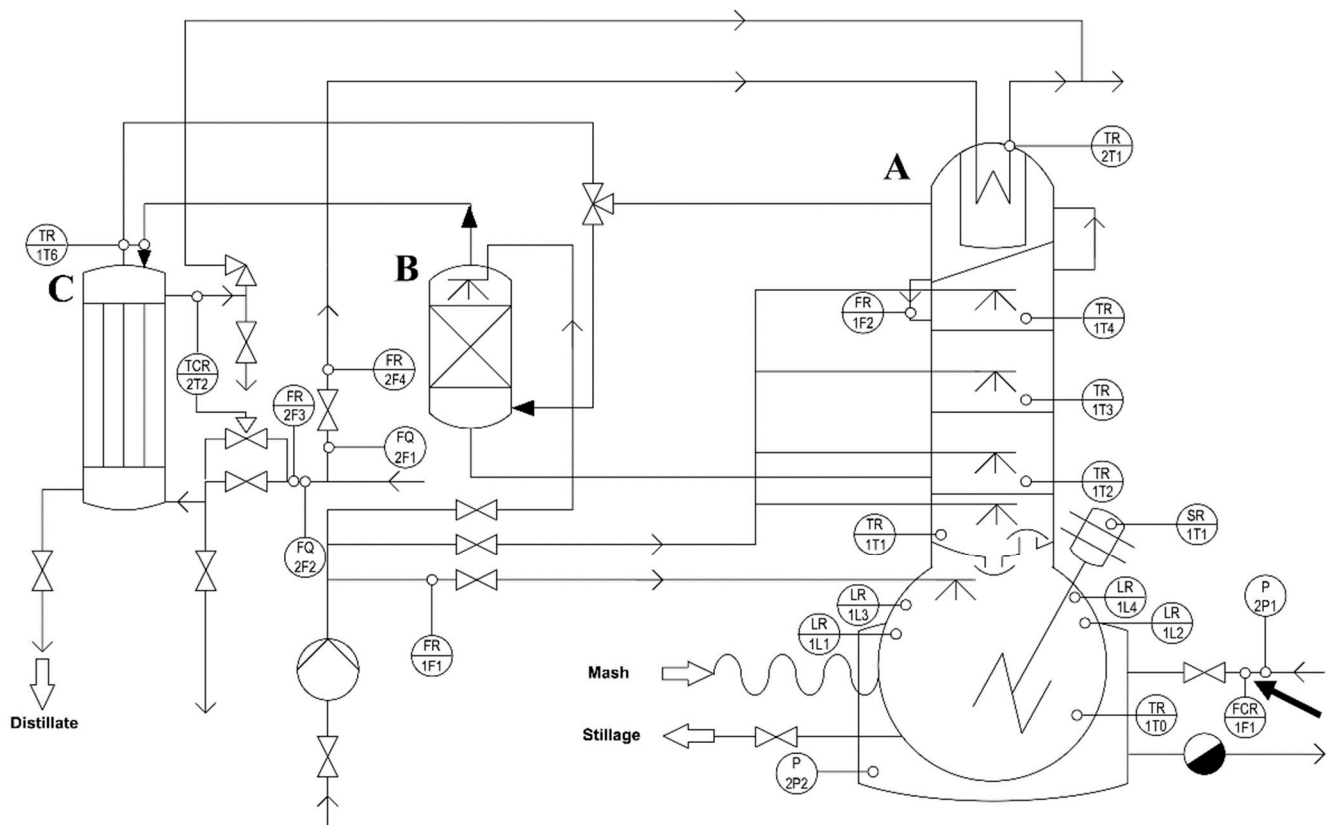 A
TR
2T1
TR
1T6
B
C
FR
1F2
TR
1T4
TCR
2T2
FR
2F3
FR
2F4
TR
1T3
FQ
2F1
TR
1T2
TR
1T1
SR
1T1
FQ
2F2
LR
1L3
LR
1L4
P
2P1
LR
1L1
LR
1L2
FR
1F1
Mash
Distillate
FCR
1F1
TR
1T0
Stillage
P
2P2